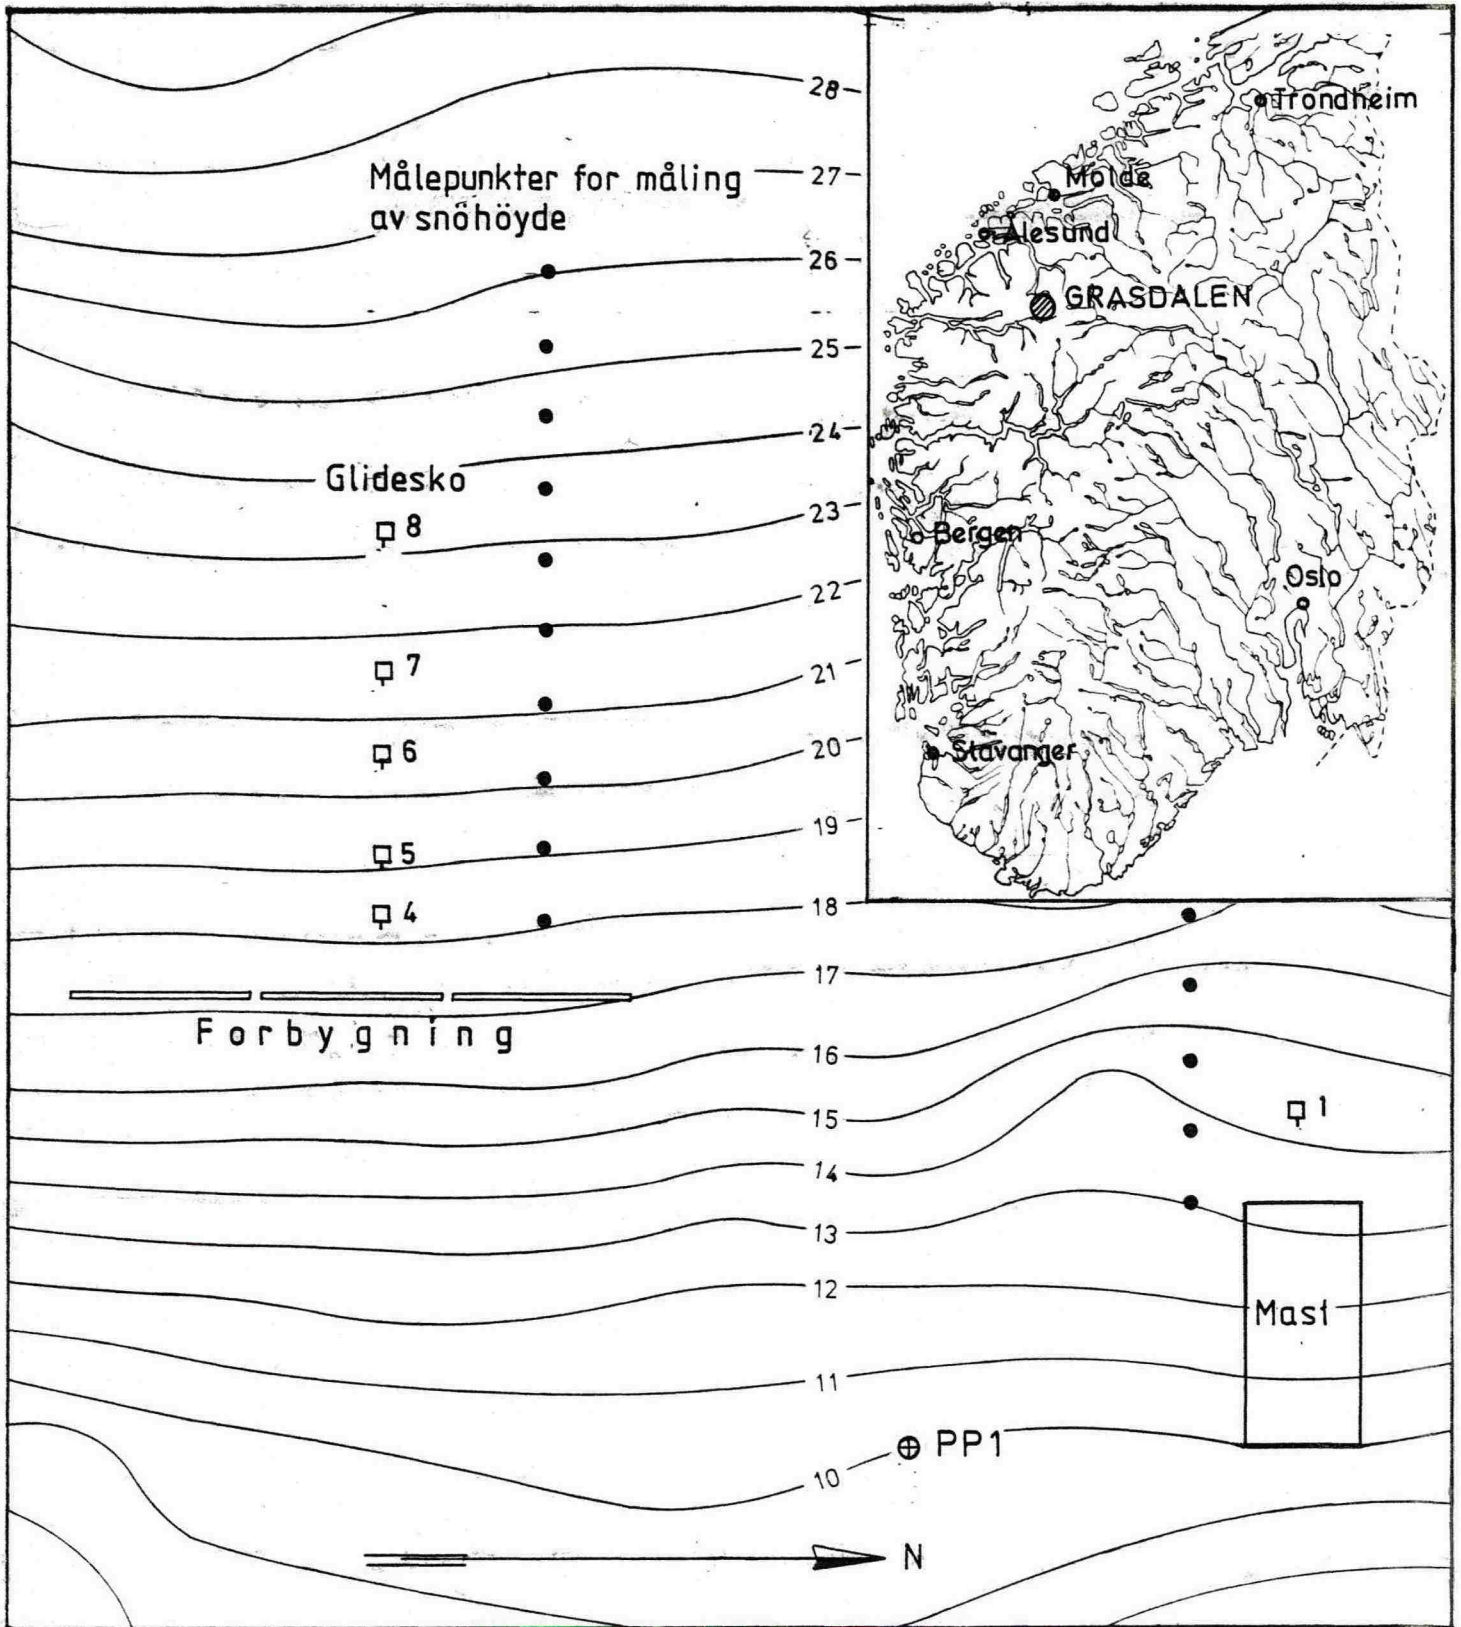 28
Målepunkter for måling
av snöhöyde
27
26
25
24
Glidesko
8
23
22
7
21
6
20
19
5
4
18
17
Forbygning
16
15
1
14
13
12
Mast
11
PP1
10
N
Trondheim
Molde
Ålesund
GRASDALEN
Bergen
Oslo
Stavanger